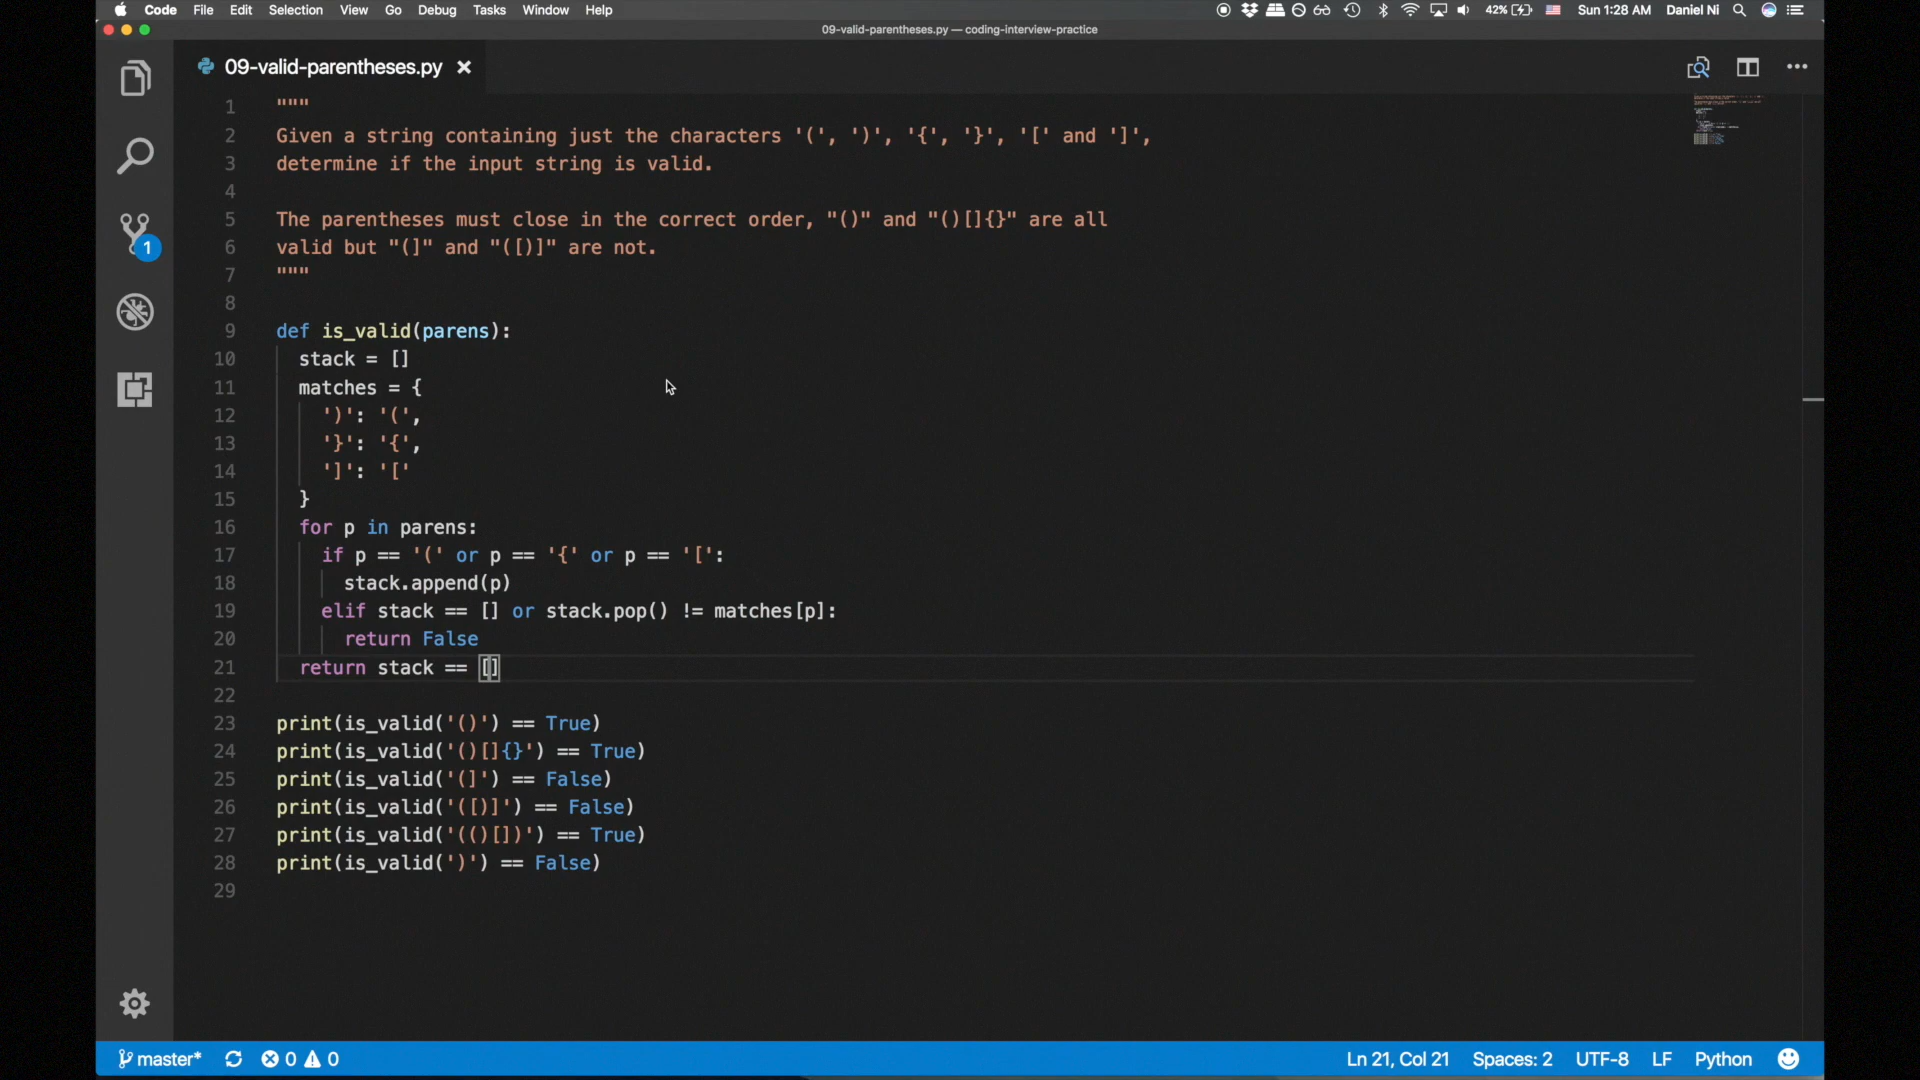 Code File Edit Selection View Go Debug Tasks Window Help 42% Sun 1:28 AM Daniel Ni
09-valid-parentheses.py — coding-interview-practice
09-valid-parentheses.py
1 """
2 Given a string containing just the characters '(', ')', '{', '}', '[' and ']',
3 determine if the input string is valid.
4
5 The parentheses must close in the correct order, "()" and "()[]{}" are all
6 valid but "(]" and "([)]" are not.
7 """
8
9 def is_valid(parens):
10 stack = []
11 matches = {
12 ')': '(',
13 '}': '{',
14 ']': '['
15 }
16 for p in parens:
17 if p == '(' or p == '{' or p == '[':
18 stack.append(p)
19 elif stack == [] or stack.pop() != matches[p]:
20 return False
21 return stack == []
22
23 print(is_valid('()') == True)
24 print(is_valid('()[]{}') == True)
25 print(is_valid('(]') == False)
26 print(is_valid('([)]') == False)
27 print(is_valid('(()[])') == True)
28 print(is_valid(')') == False)
29
1
master* 0 0 Ln 21, Col 21 Spaces: 2 UTF-8 LF Python